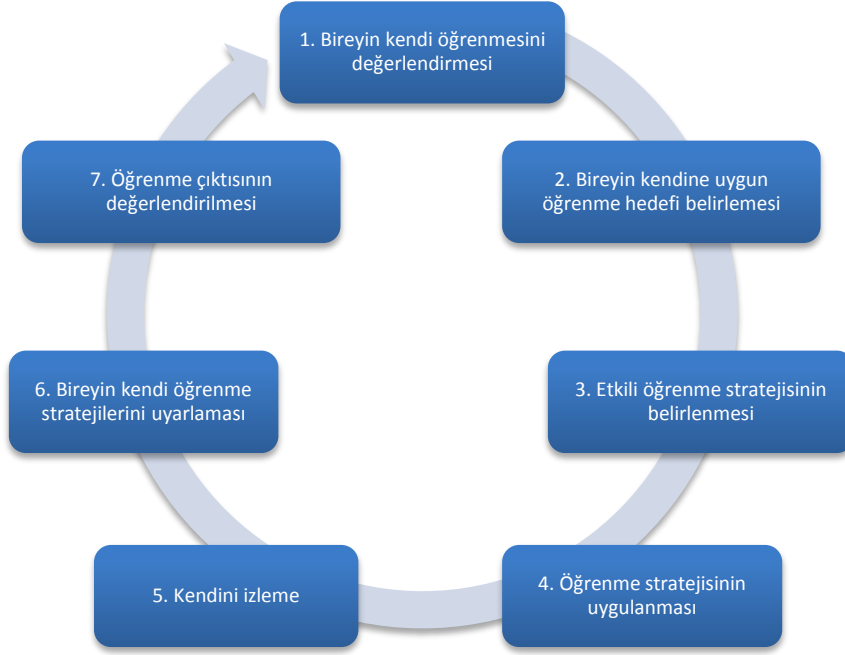 1. Bireyin kendi öğrenmesini
değerlendirmesi
2. Bireyin kendine uygun
öğrenme hedefi belirlemesi
3. Etkili öğrenme stratejisinin
belirlenmesi
4. Öğrenme stratejisinin
uygulanması
5. Kendini izleme
6. Bireyin kendi öğrenme
stratejilerini uyarlaması
7. Öğrenme çıktısının
değerlendirilmesi